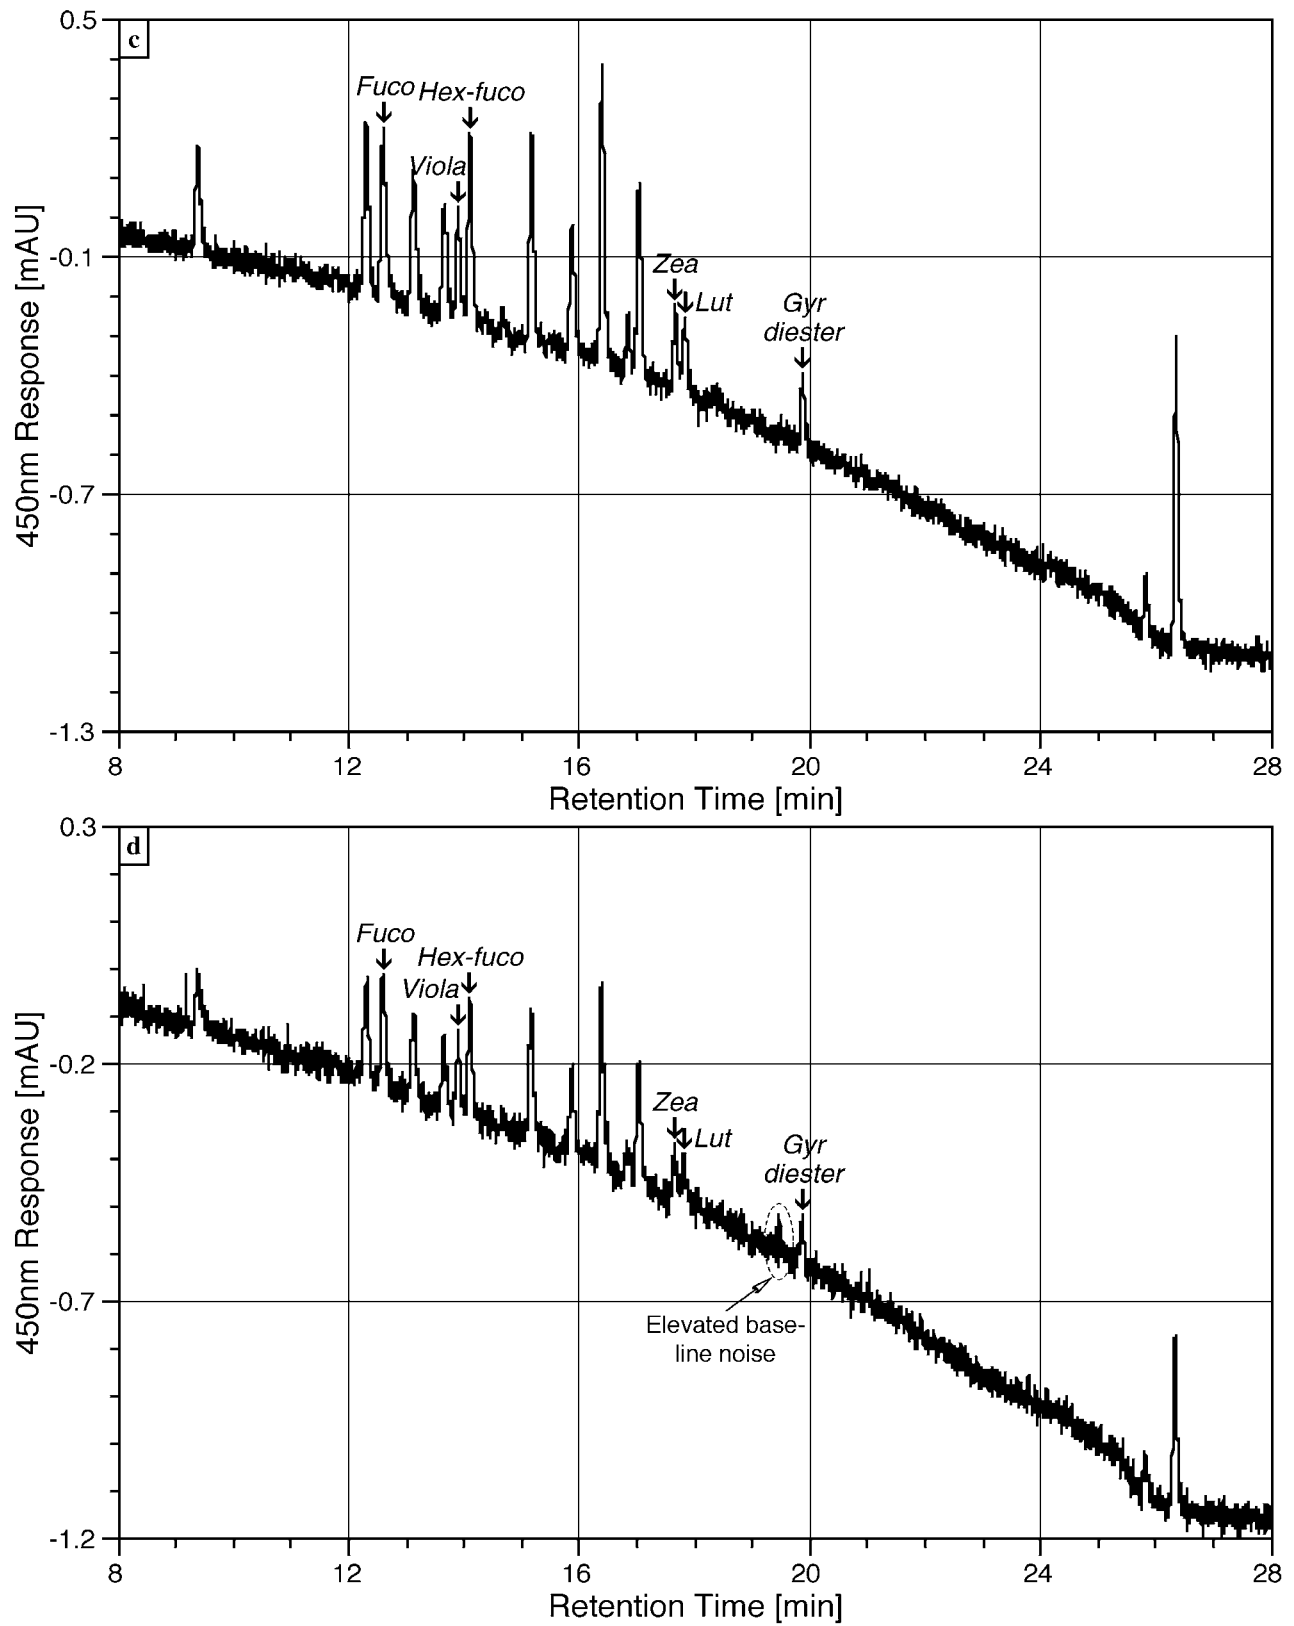 0.5
c
Fuco Hex-fuco
Viola
-0.1
Zea
Lut
Gyr
diester
450nm Response [mAU]
-0.7
-1.3
8 12 16 20 24 28
Retention Time [min]
0.3
d
Fuco
Hex-fuco
Viola
-0.2
Zea
Lut
Gyr
diester
450nm Response [mAU]
-0.7
Elevated base-
line noise
-1.2
8 12 16 20 24 28
Retention Time [min]